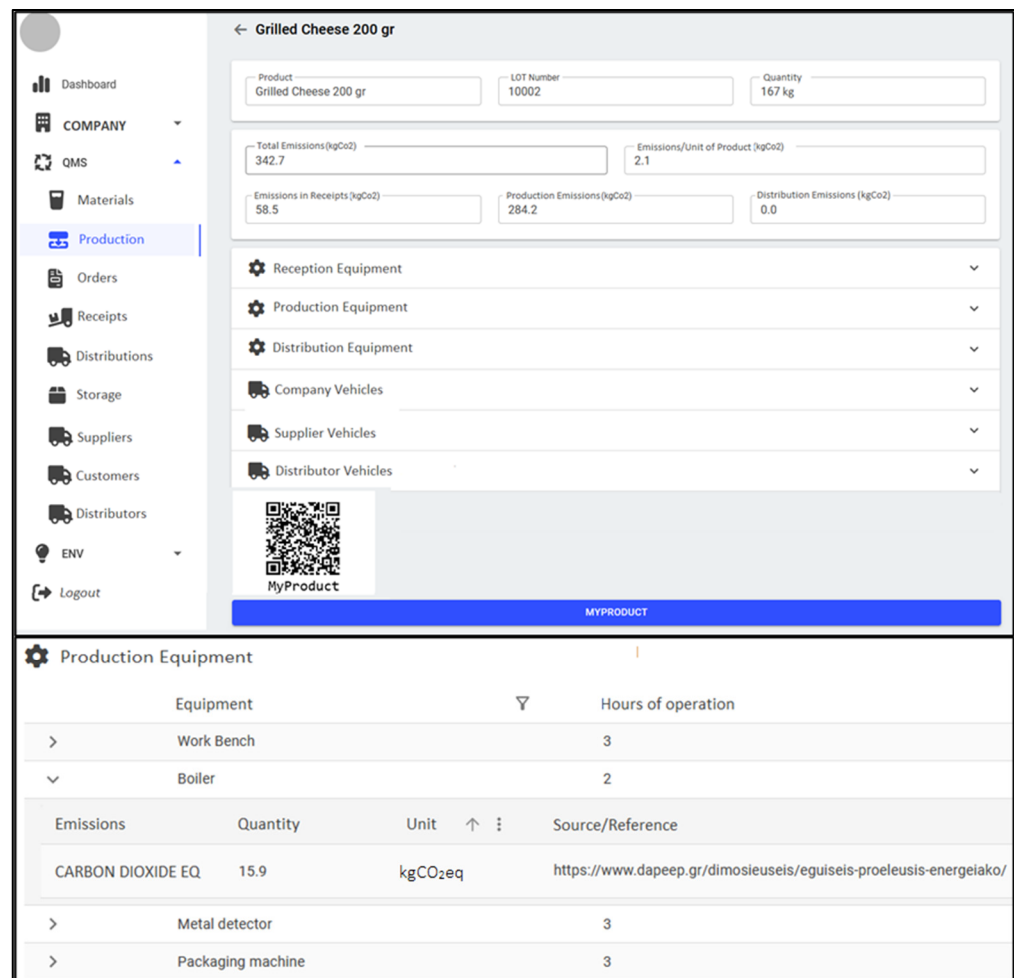 Grilled Cheese 200 gr
Dashboard
COMPANY
QMS
Materials
Production
Orders
Receipts
Distributions
Storage
Suppliers
Customers
Distributors
ENV
Logout
Product
Grilled Cheese 200 gr
LOT Number
10002
Quantity
167 kg
Total Emissions(kgCo2)
342.7
Emissions/Unit of Product (kgCo2)
2.1
Emissions in Receipts(kgCo2)
58.5
Production Emissions(kgCo2)
284.2
Distribution Emissions (kgCo2)
0.0
Reception Equipment
Production Equipment
Distribution Equipment
Company Vehicles
Supplier Vehicles
Distributor Vehicles
MyProduct
MYPRODUCT
Production Equipment
Equipment Hours of operation
Work Bench 3
Boiler 2
Emissions Quantity Unit Source/Reference
CARBON DIOXIDE EQ 15.9 kgCO₂eq https://www.dapeep.gr/dimosieuseis/eguiseis-proeleusis-energeiako/
Metal detector 3
Packaging machine 3